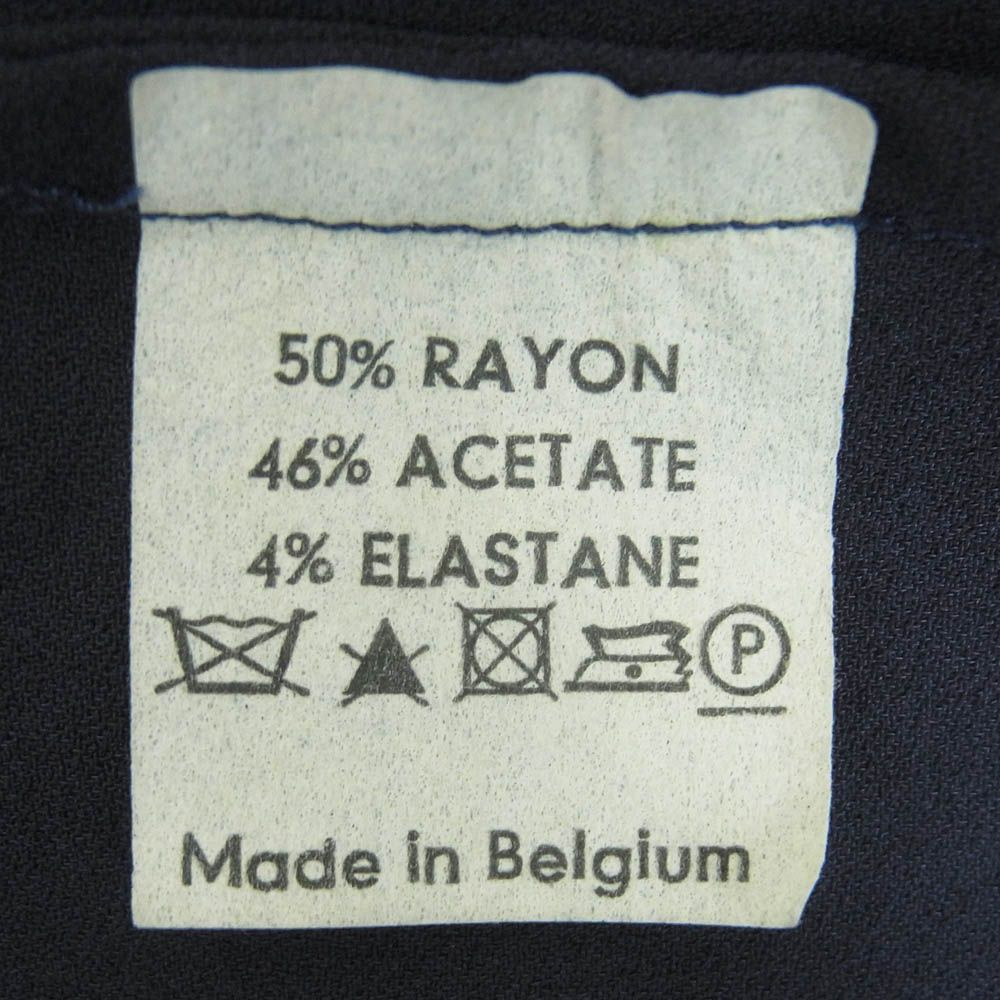 50% RAYON
46% ACETATE
4% ELASTANE
P
Made in Belgium